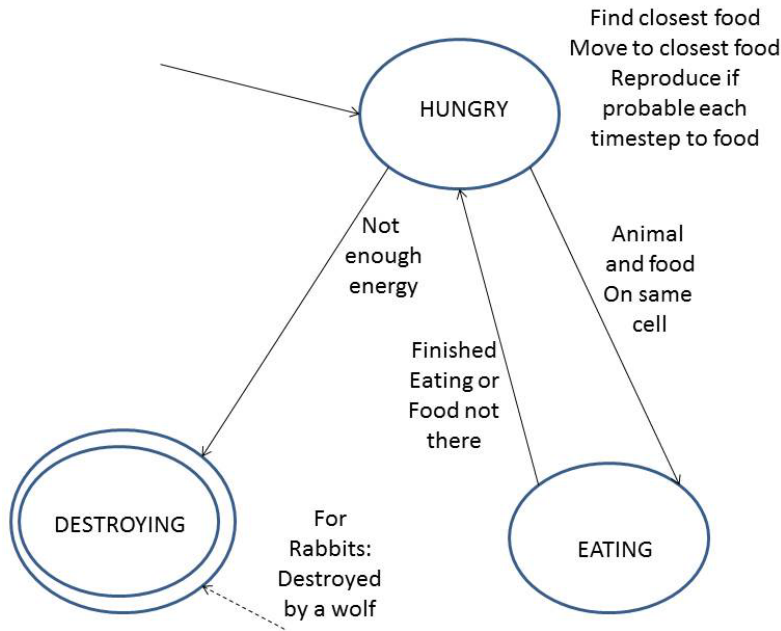 Find closest food
Move to closest food
Reproduce if
probable each
timestep to food
HUNGRY
Not
enough
energy
Animal
and food
On same
cell
Finished
Eating or
Food not
there
DESTROYING
For
Rabbits:
Destroyed
by a wolf
EATING